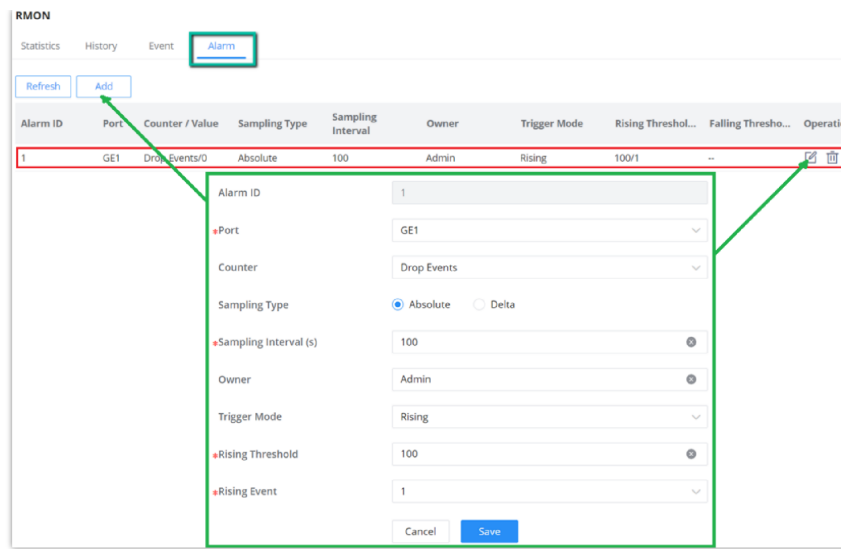 RMON
Statistics History Event Alarm
Refresh Add
Alarm ID Port Counter / Value Sampling Type Sampling Interval Owner Trigger Mode Rising Threshol... Falling Thresho... Operati
1 GE1 Drop Events/0 Absolute 100 Admin Rising 100/1 --
Alarm ID 1
*Port GE1
Counter Drop Events
Sampling Type Absolute Delta
*Sampling Interval (s) 100
Owner Admin
Trigger Mode Rising
*Rising Threshold 100
*Rising Event 1
Cancel Save